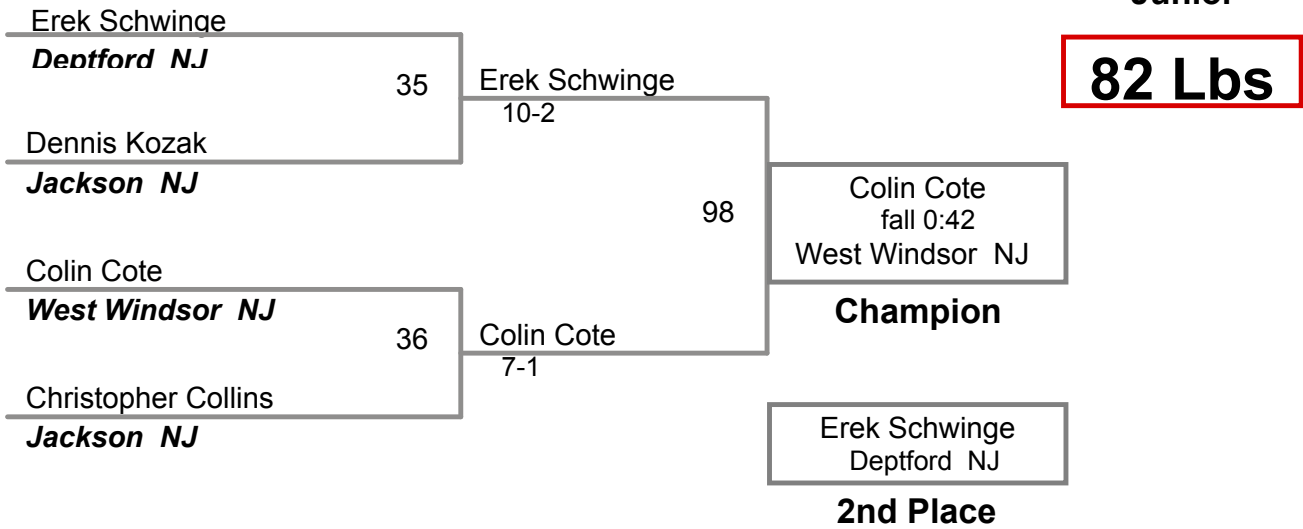 Junior
82 Lbs
Erek Schwinge
Deptford NJ
35
Erek Schwinge
10-2
Dennis Kozak
Jackson NJ
98
Colin Cote
fall 0:42
West Windsor NJ
Champion
Colin Cote
West Windsor NJ
36
Colin Cote
7-1
Christopher Collins
Jackson NJ
Erek Schwinge
Deptford NJ
2nd Place